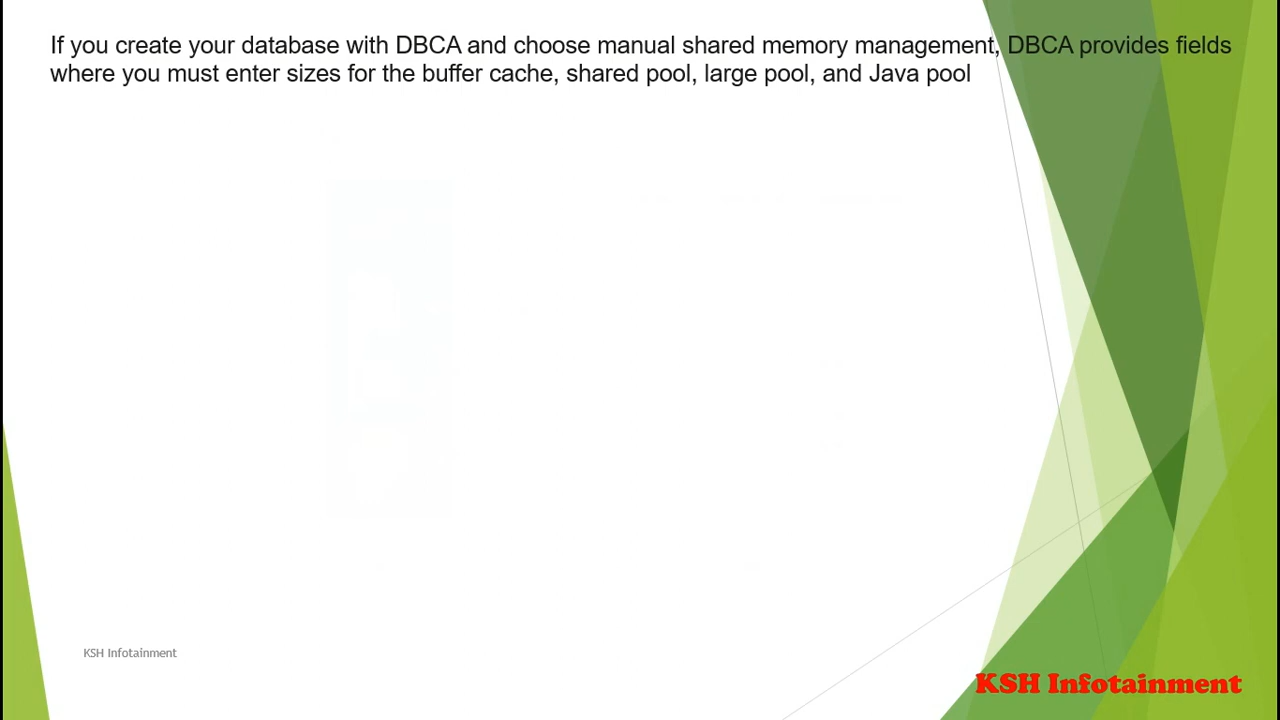 If you create your database with DBCA and choose manual shared memory management, DBCA provides fields
where you must enter sizes for the buffer cache, shared pool, large pool, and Java pool
KSH Infotainment
KSH Infotainment